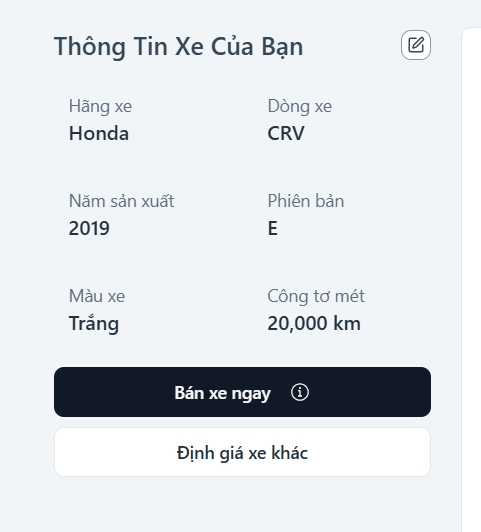 Thông Tin Xe Của Bạn
Hãng xe
Dòng xe
Honda
CRV
Năm sản xuất
Phiên bản
2019
E
Màu xe
Công tơ mét
Trắng
20,000 km
Bán xe ngay
Định giá xe khác